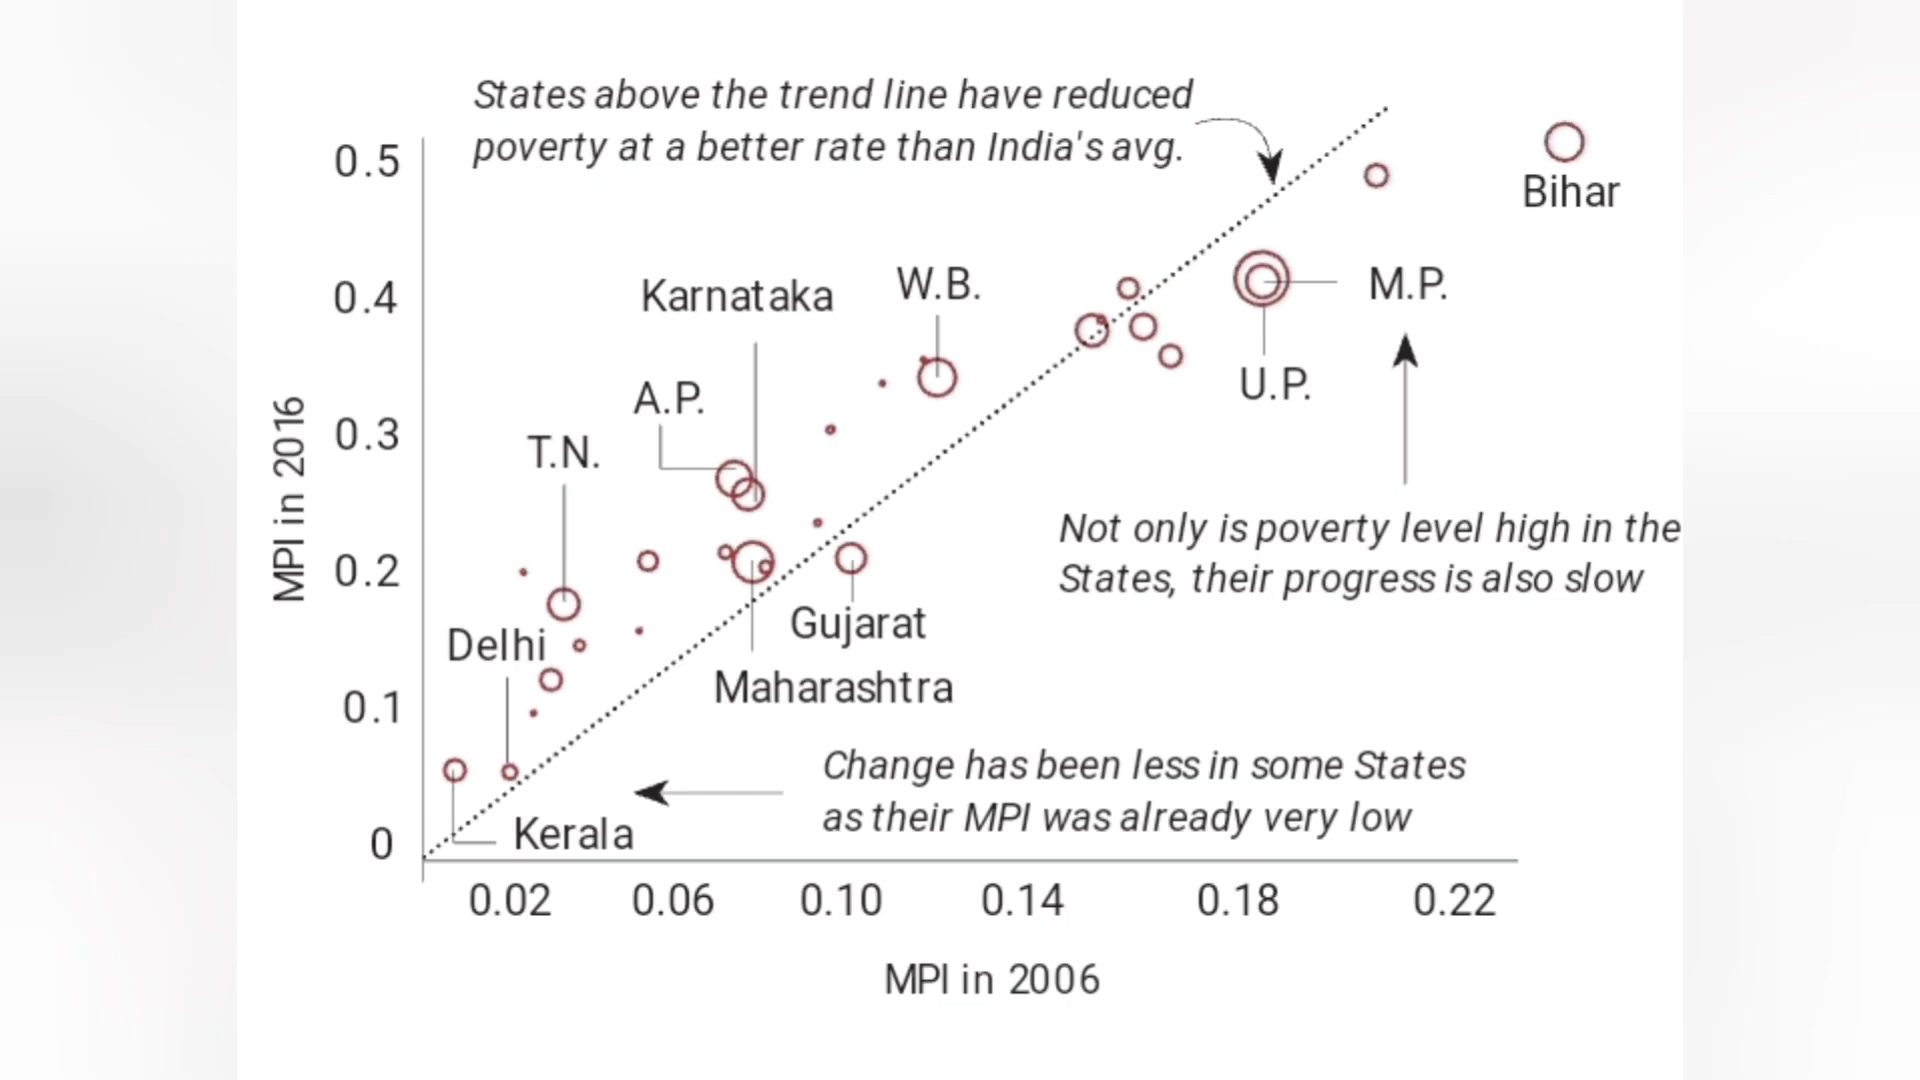 States above the trend line have reduced
poverty at a better rate than India's avg.
0.5
Bihar
Karnataka
W.B.
M.P.
0.4
A.P.
U.P.
0.3
T.N.
MPI in 2016
Not only is poverty level high in the
States, their progress is also slow
0.2
Gujarat
Delhi
Maharashtra
0.1
Change has been less in some States
as their MPI was already very low
0
Kerala
0.02 0.06 0.10 0.14 0.18 0.22
MPI in 2006